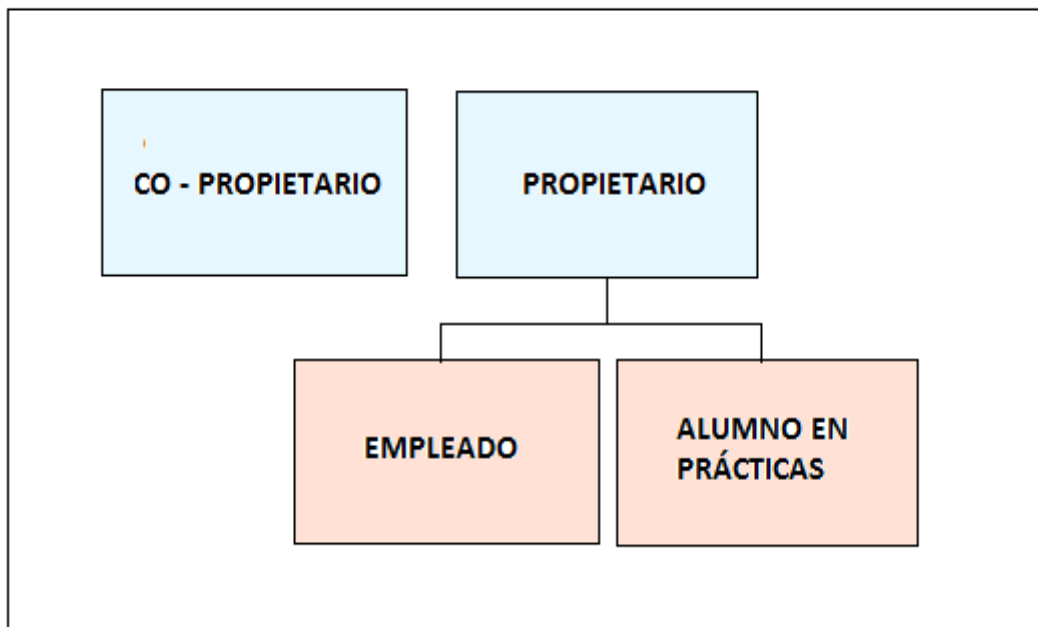 CO - PROPIETARIO
PROPIETARIO
EMPLEADO
ALUMNO EN
PRÁCTICAS